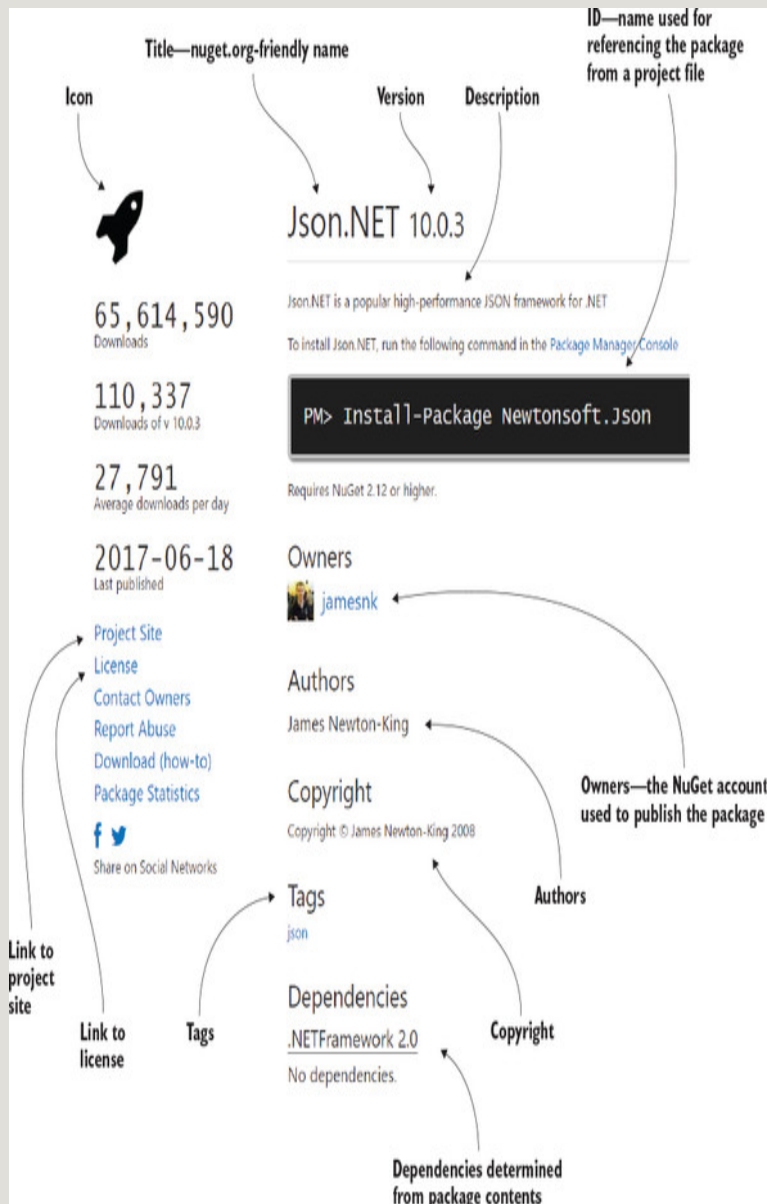 ID—name used for
referencing the package
from a project file
Title—nuget.org-friendly name
Icon
Version
Description
Json.NET 10.0.3
65,614,590
Downloads
110,337
Downloads of v 10.0.3
27,791
Average downloads per day
2017-06-18
Last published
Project Site
License
Contact Owners
Report Abuse
Download (how-to)
Package Statistics
Share on Social Networks
Json.NET is a popular high-performance JSON framework for .NET
To install Json.NET, run the following command in the Package Manager Console
PM> Install-Package Newtonsoft.Json
Requires NuGet 2.12 or higher.
Owners
jamesnk
Authors
James Newton-King
Copyright
Copyright © James Newton-King 2008
Tags
json
Dependencies
.NETFramework 2.0
No dependencies.
Owners—the NuGet account
used to publish the package
Authors
Link to
project
site
Link to
license
Tags
Copyright
Dependencies determined
from package contents